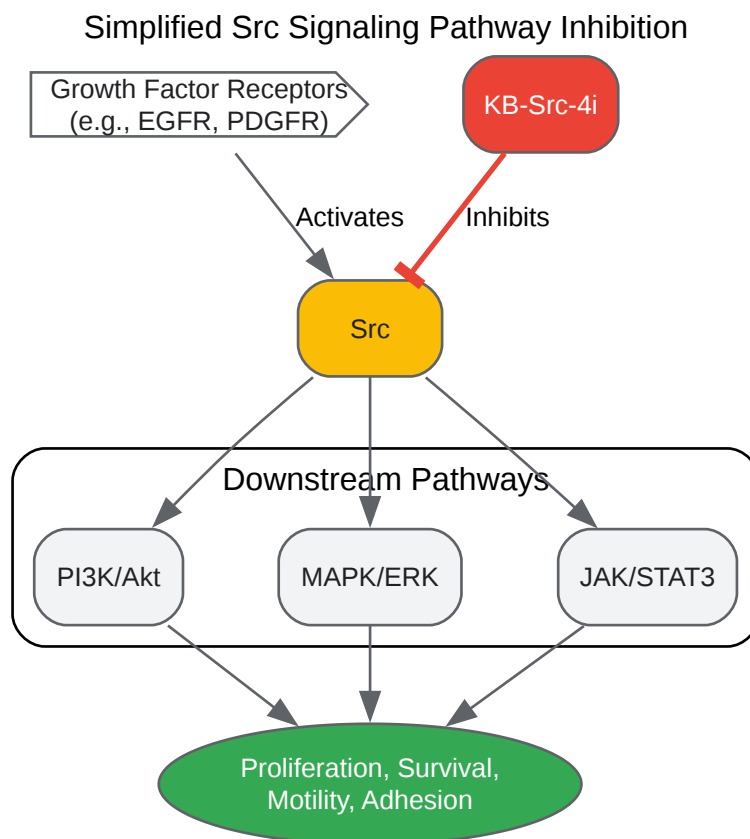 Simplified Src Signaling Pathway Inhibition
Growth Factor Receptors
(e.g., EGFR, PDGFR)
KB-Src-4i
Activates
Inhibits
Src
Downstream Pathways
PI3K/Akt
MAPK/ERK
JAK/STAT3
Proliferation, Survival,
Motility, Adhesion